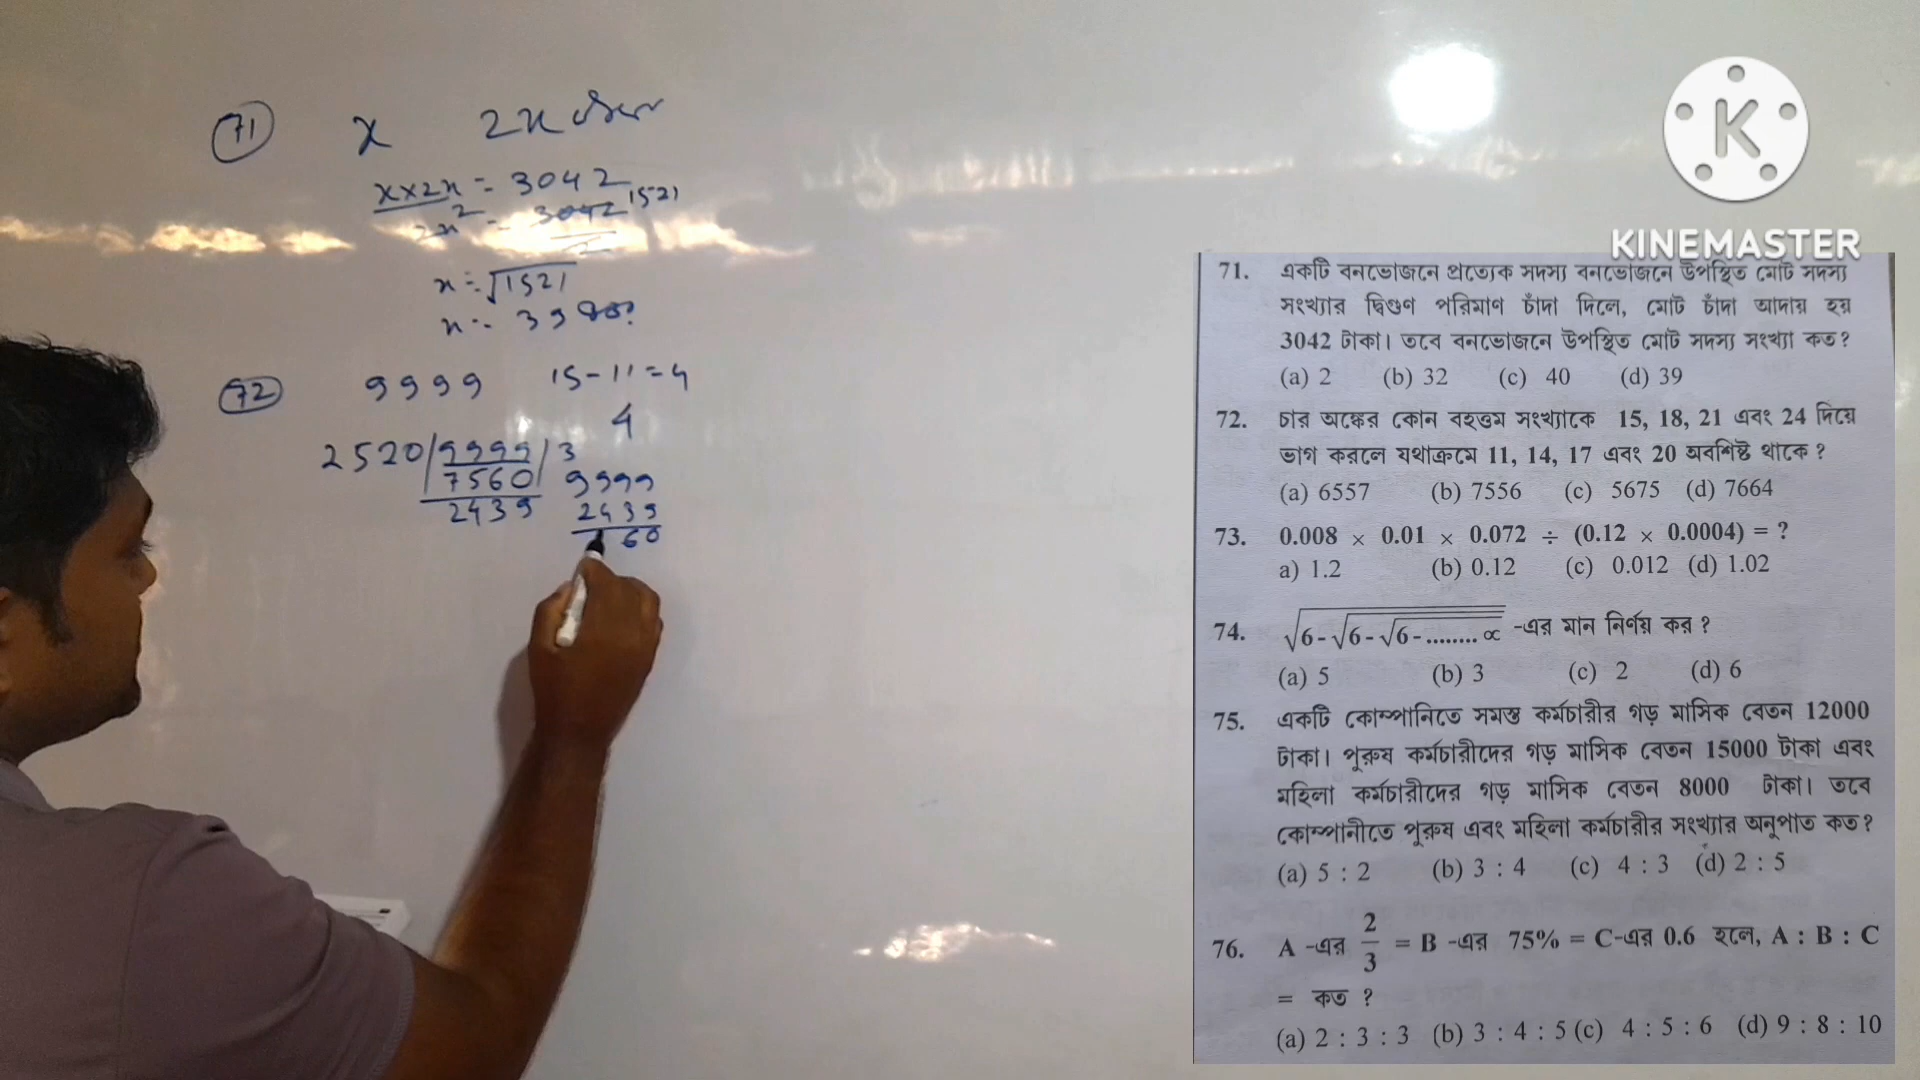 71 x 2x টাকা
x×2x = 3042
2x² = 3042 1521
x = √1521
x = 39
72 9999 15-11=4
4
2520 9999 3
7560 9999
2439 2439
60
K
KINEMASTER
71. একটি বনভোজনে প্রত্যেক সদস্য বনভোজনে উপস্থিত মোট সদস্য
সংখ্যার দ্বিগুণ পরিমাণ চাঁদা দিলে, মোট চাঁদা আদায় হয়
3042 টাকা। তবে বনভোজনে উপস্থিত মোট সদস্য সংখ্যা কত?
(a) 2 (b) 32 (c) 40 (d) 39
72. চার অঙ্কের কোন বৃহত্তম সংখ্যাকে 15, 18, 21 এবং 24 দিয়ে
ভাগ করলে যথাক্রমে 11, 14, 17 এবং 20 অবশিষ্ট থাকে ?
(a) 6557 (b) 7556 (c) 5675 (d) 7664
73. 0.008 × 0.01 × 0.072 ÷ (0.12 × 0.0004) = ?
a) 1.2 (b) 0.12 (c) 0.012 (d) 1.02
74. √6-√6-√6-........∝ -এর মান নির্ণয় কর ?
(a) 5 (b) 3 (c) 2 (d) 6
75. একটি কোম্পানিতে সমস্ত কর্মচারীর গড় মাসিক বেতন 12000
টাকা। পুরুষ কর্মচারীদের গড় মাসিক বেতন 15000 টাকা এবং
মহিলা কর্মচারীদের গড় মাসিক বেতন 8000 টাকা। তবে
কোম্পানীতে পুরুষ এবং মহিলা কর্মচারীর সংখ্যার অনুপাত কত?
(a) 5 : 2 (b) 3 : 4 (c) 4 : 3 (d) 2 : 5
76. A -এর 2/3 = B -এর 75% = C-এর 0.6 হলে, A : B : C
= কত ?
(a) 2 : 3 : 3 (b) 3 : 4 : 5 (c) 4 : 5 : 6 (d) 9 : 8 : 10